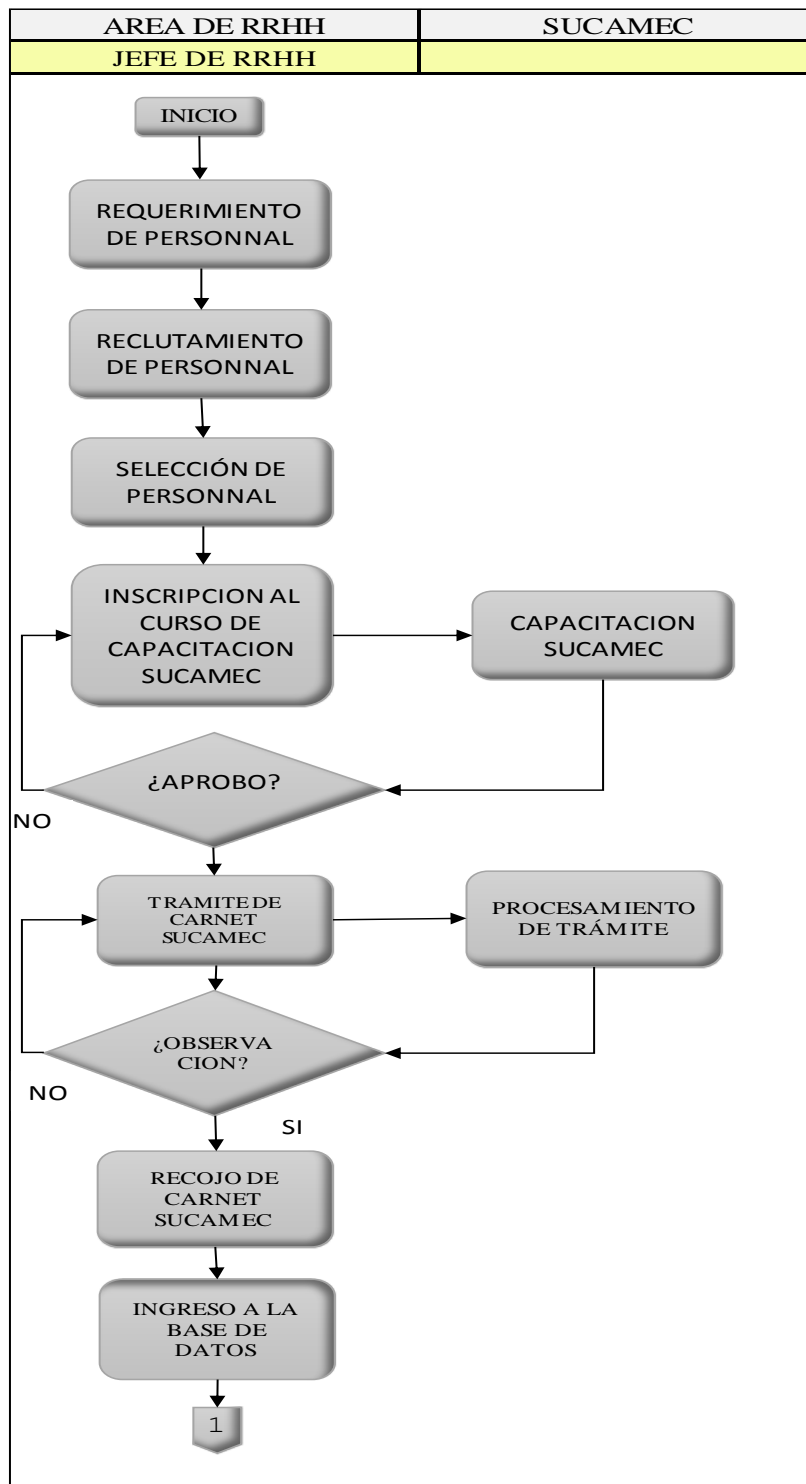 AREA DE RRHH
SUCAMEC
JEFE DE RRHH
INICIO
REQUERIMIENTO
DE PERSONNAL
RECLUTAMIENTO
DE PERSONNAL
SELECCIÓN DE
PERSONNAL
INSCRIPCION AL
CURSO DE
CAPACITACION
SUCAMEC
CAPACITACION
SUCAMEC
¿APROBO?
NO
TRAMITE DE
CARNET
SUCAMEC
PROCESAMIENTO
DE TRÁMITE
¿OBSERVA
CION?
NO
SI
RECOJO DE
CARNET
SUCAMEC
INGRESO A LA
BASE DE
DATOS
1